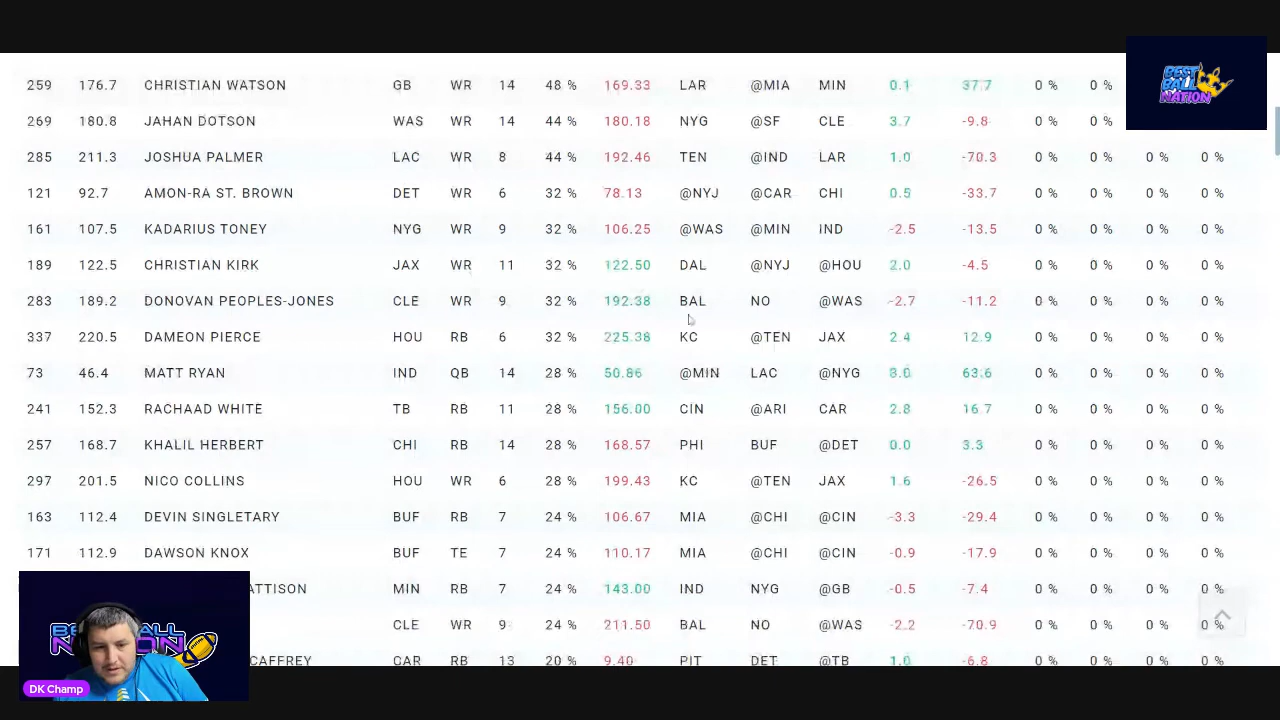 259 176.7 CHRISTIAN WATSON GB WR 14 48 % 169.33 LAR @MIA MIN 0.1 37.7 0 % 0 %
BEST BALL NATION
269 180.8 JAHAN DOTSON WAS WR 14 44 % 180.18 NYG @SF CLE 3.7 -9.8 0 % 0 % 0 % 0 %
285 211.3 JOSHUA PALMER LAC WR 8 44 % 192.46 TEN @IND LAR 1.0 -70.3 0 % 0 % 0 % 0 %
121 92.7 AMON-RA ST. BROWN DET WR 6 32 % 78.13 @NYJ @CAR CHI 0.5 -33.7 0 % 0 % 0 % 0 %
161 107.5 KADARIUS TONEY NYG WR 9 32 % 106.25 @WAS @MIN IND -2.5 -13.5 0 % 0 % 0 % 0 %
189 122.5 CHRISTIAN KIRK JAX WR 11 32 % 122.50 DAL @NYJ @HOU 2.0 -4.5 0 % 0 % 0 % 0 %
283 189.2 DONOVAN PEOPLES-JONES CLE WR 9 32 % 192.38 BAL NO @WAS -2.7 -11.2 0 % 0 % 0 % 0 %
337 220.5 DAMEON PIERCE HOU RB 6 32 % 225.38 KC @TEN JAX 2.4 12.9 0 % 0 % 0 % 0 %
73 46.4 MATT RYAN IND QB 14 28 % 50.86 @MIN LAC @NYG 8.0 63.6 0 % 0 % 0 % 0 %
241 152.3 RACHAAD WHITE TB RB 11 28 % 156.00 CIN @ARI CAR 2.8 16.7 0 % 0 % 0 % 0 %
257 168.7 KHALIL HERBERT CHI RB 14 28 % 168.57 PHI BUF @DET 0.0 3.3 0 % 0 % 0 % 0 %
297 201.5 NICO COLLINS HOU WR 6 28 % 199.43 KC @TEN JAX 1.6 -26.5 0 % 0 % 0 % 0 %
163 112.4 DEVIN SINGLETARY BUF RB 7 24 % 106.67 MIA @CHI @CIN -3.3 -29.4 0 % 0 % 0 % 0 %
171 112.9 DAWSON KNOX BUF TE 7 24 % 110.17 MIA @CHI @CIN -0.9 -17.9 0 % 0 % 0 % 0 %
ATTISON MIN RB 7 24 % 143.00 IND NYG @GB -0.5 -7.4 0 % 0 % 0 % 0 %
CLE WR 9 24 % 211.50 BAL NO @WAS -2.2 -70.9 0 % 0 % 0 % 0 %
CAFFREY CAR RB 13 20 % 9.40 PIT DET @TB 1.0 -6.8 0 % 0 % 0 % 0 %
DK Champ